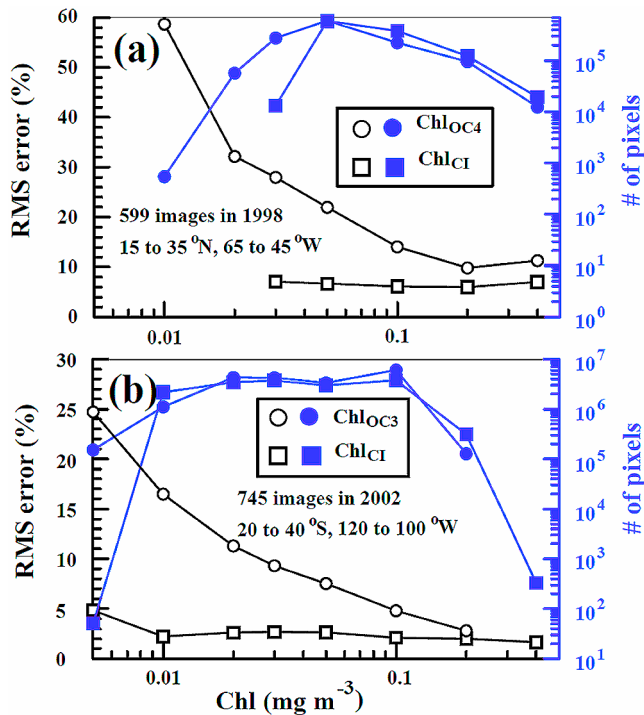 (a)
60
50
40
30
20
10
0
RMS error (%)
Chl_OC4
Chl_CI
599 images in 1998
15 to 35 °N, 65 to 45 °W
10^5
10^4
10^3
10^2
10^1
10^0
# of pixels
0.01 0.1
(b)
30
25
20
15
10
5
0
RMS error (%)
Chl_OC3
Chl_CI
745 images in 2002
20 to 40 °S, 120 to 100 °W
10^7
10^6
10^5
10^4
10^3
10^2
10^1
# of pixels
0.01 0.1
Chl (mg m^-3)